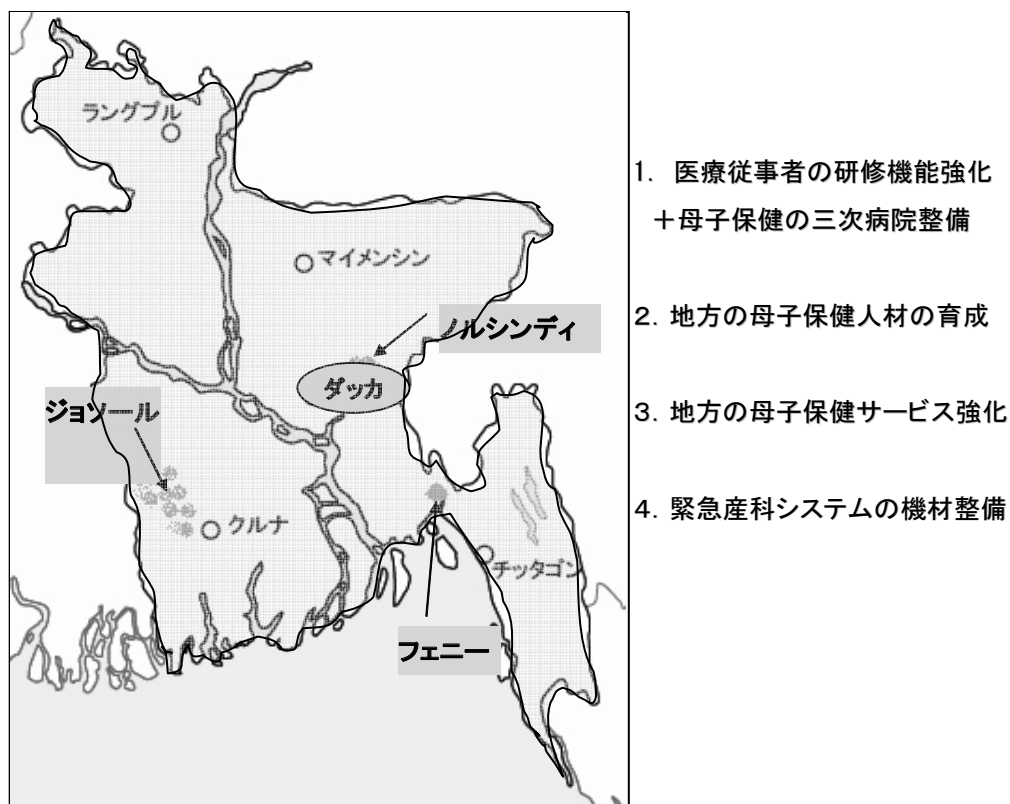 ラングプル
マイメンシン
ノルシンディ
ダッカ
ジョソール
クルナ
チッタゴン
フェニー
1. 医療従事者の研修機能強化
＋母子保健の三次病院整備
2. 地方の母子保健人材の育成
3. 地方の母子保健サービス強化
4. 緊急産科システムの機材整備